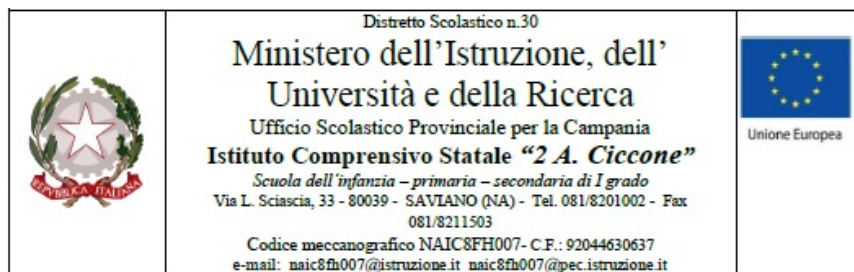 Distretto Scolastico n.30
Ministero dell'Istruzione, dell'
Università e della Ricerca
Ufficio Scolastico Provinciale per la Campania
Istituto Comprensivo Statale "2 A. Ciccone"
Scuola dell'infanzia – primaria – secondaria di I grado
Via L. Sciascia, 33 - 80039 - SAVIANO (NA) - Tel. 081/8201002 - Fax
081/8211503
Codice meccanografico NAIC8FH007- C.F.: 92044630637
e-mail: naic8fh007@istruzione.it naic8fh007@pec.istruzione.it
REPVBBLICA ITALIANA
Unione Europea